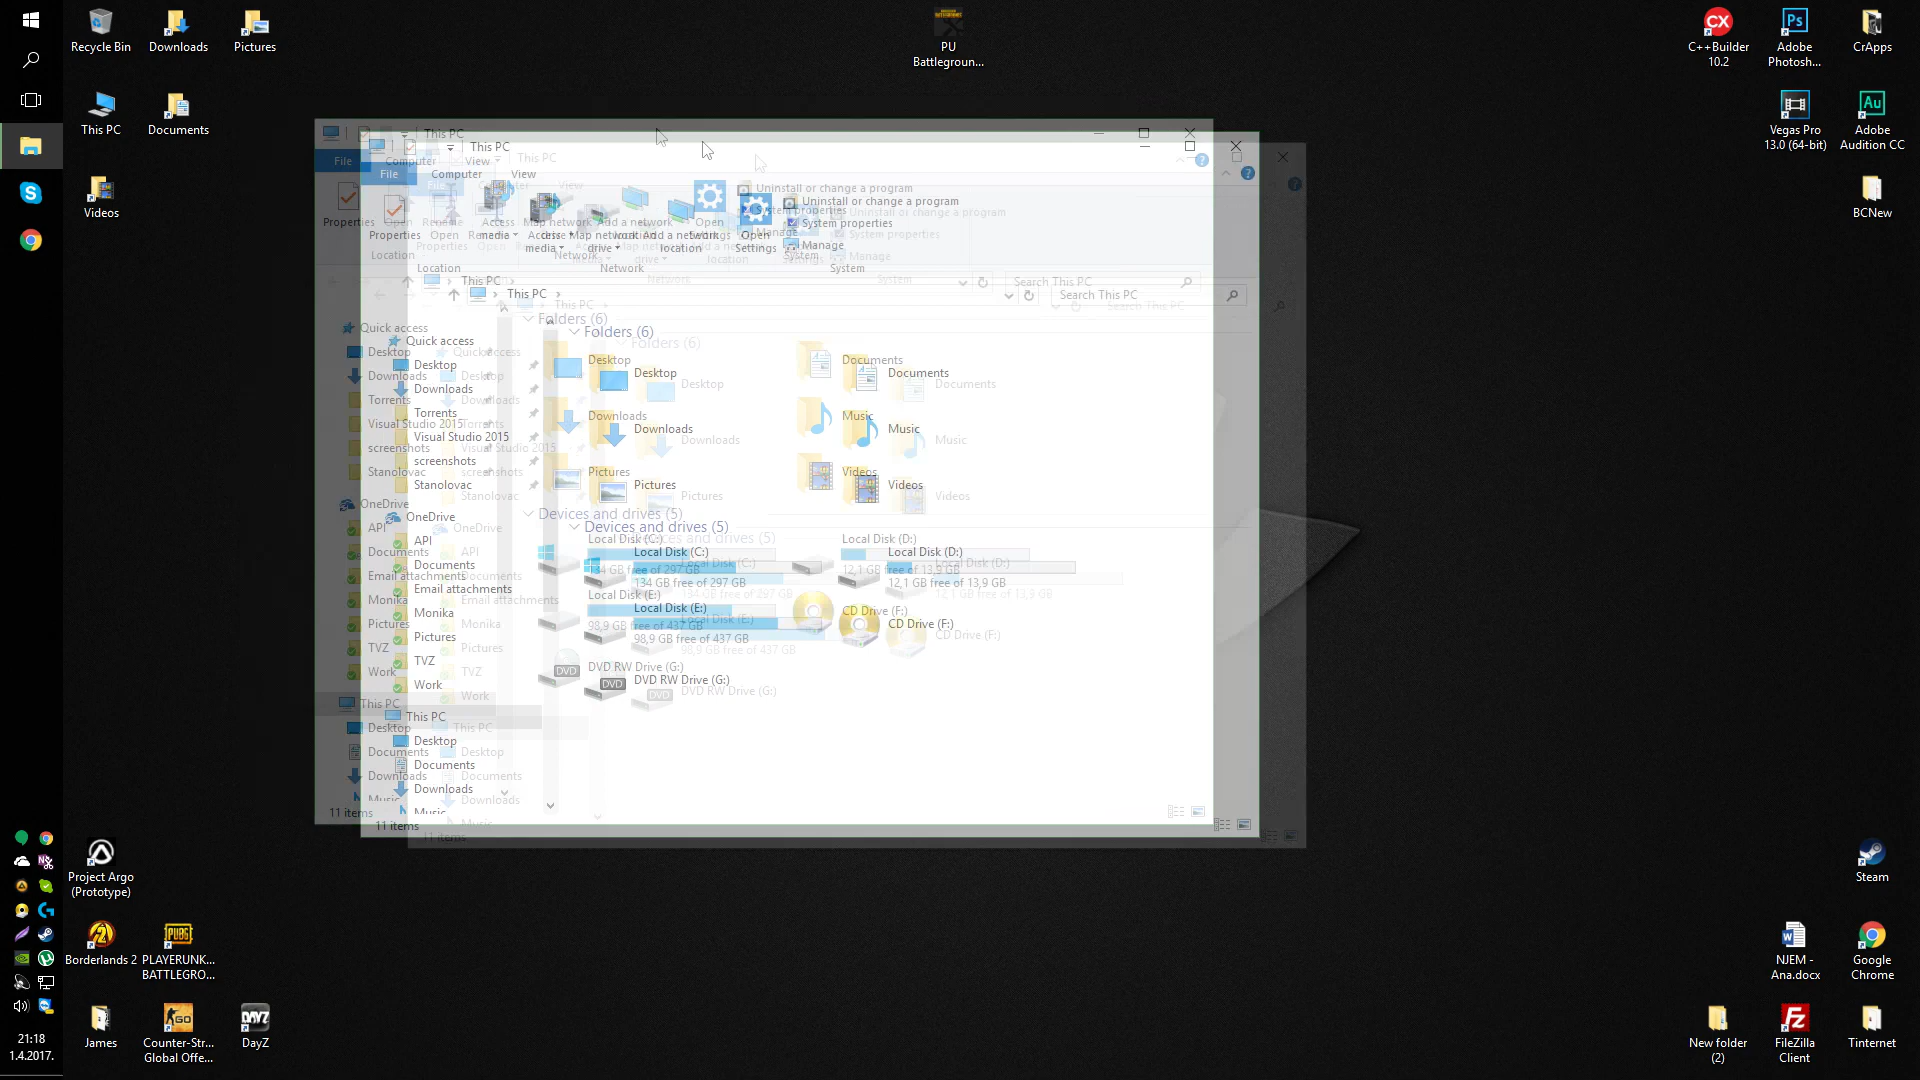 Recycle Bin
Downloads
Pictures
PU
Battlegroun...
C++Builder
10.2
Adobe
Photosh...
CrApps
This PC
Documents
Vegas Pro
13.0 (64-bit)
Adobe
Audition CC
Videos
BCNew
This PC
File
Computer
View
Properties
Open
Rename
Access
media
Map network
drive
Add a network
location
Open
Settings
Uninstall or change a program
System properties
Manage
Location
Network
System
This PC
Search This PC
Quick access
Desktop
Downloads
Torrents
Visual Studio 2015
screenshots
Stanolovac
OneDrive
API
Documents
Email attachments
Monika
Pictures
TVZ
Work
This PC
Desktop
Documents
Downloads
Music
Folders (6)
Desktop
Documents
Downloads
Music
Pictures
Videos
Devices and drives (5)
Local Disk (C:)
134 GB free of 297 GB
Local Disk (D:)
12,1 GB free of 13,9 GB
Local Disk (E:)
98,9 GB free of 437 GB
CD Drive (F:)
DVD RW Drive (G:)
DVD
11 items
Project Argo
(Prototype)
Steam
Borderlands 2
PLAYERUNK...
BATTLEGRO...
NJEM -
Ana.docx
Google
Chrome
James
Counter-Str...
Global Offe...
DayZ
New folder
(2)
FileZilla
Client
Tinternet
21:18
1.4.2017.